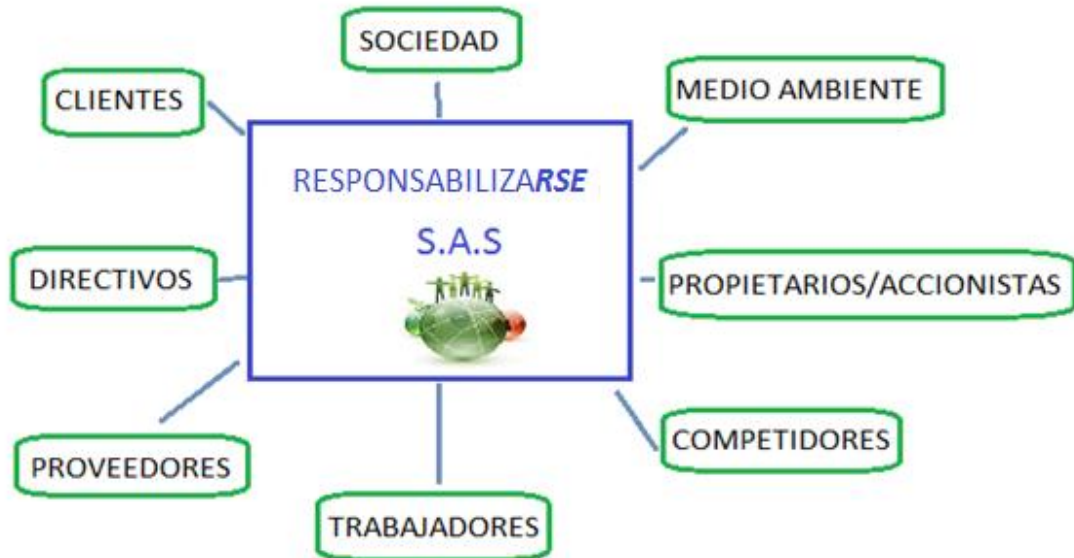 SOCIEDAD
CLIENTES
MEDIO AMBIENTE
RESPONSABILIZARSE
S.A.S
DIRECTIVOS
PROPIETARIOS/ACCIONISTAS
PROVEEDORES
COMPETIDORES
TRABAJADORES